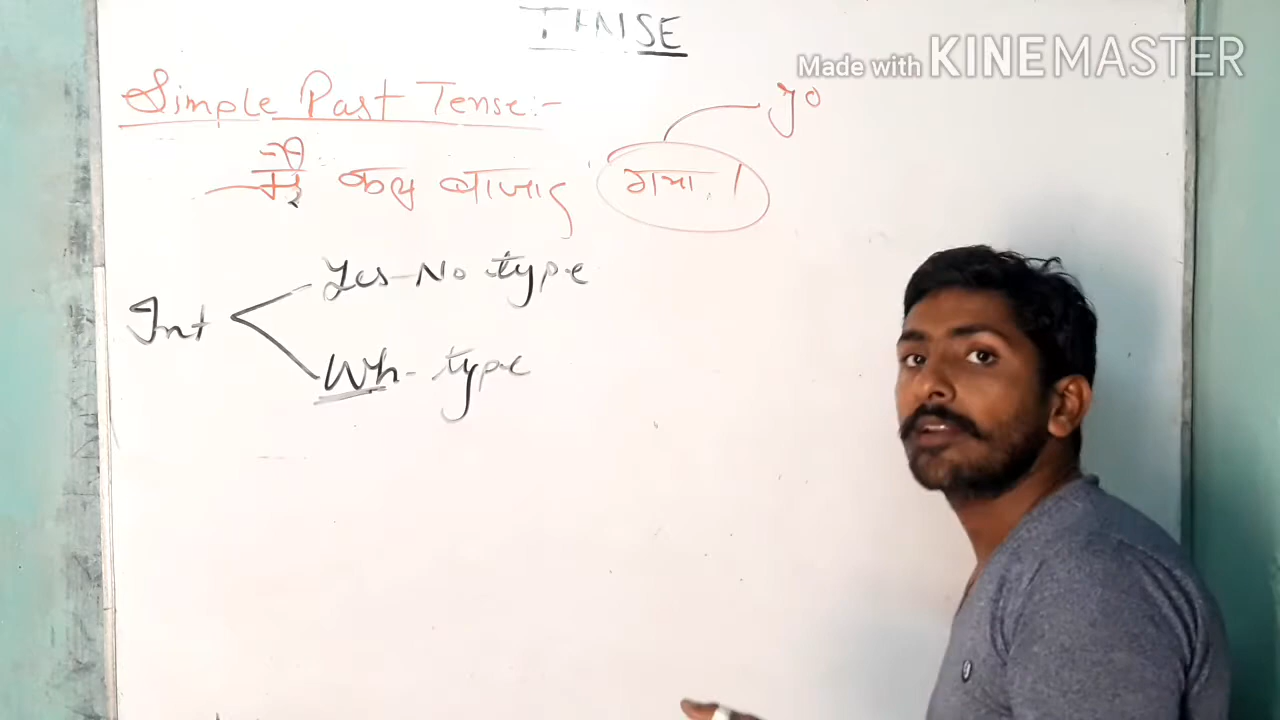 TENSE
Made with KINEMASTER
Simple Past Tense:-
मैं कल बाजार गया । go
Int
Yes-No type
Wh-type